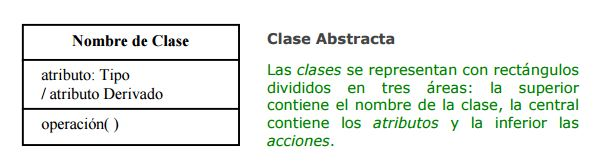 Nombre de Clase
atributo: Tipo
/ atributo Derivado
operación( )
Clase Abstracta
Las clases se representan con rectángulos
divididos en tres áreas: la superior
contiene el nombre de la clase, la central
contiene los atributos y la inferior las
acciones.